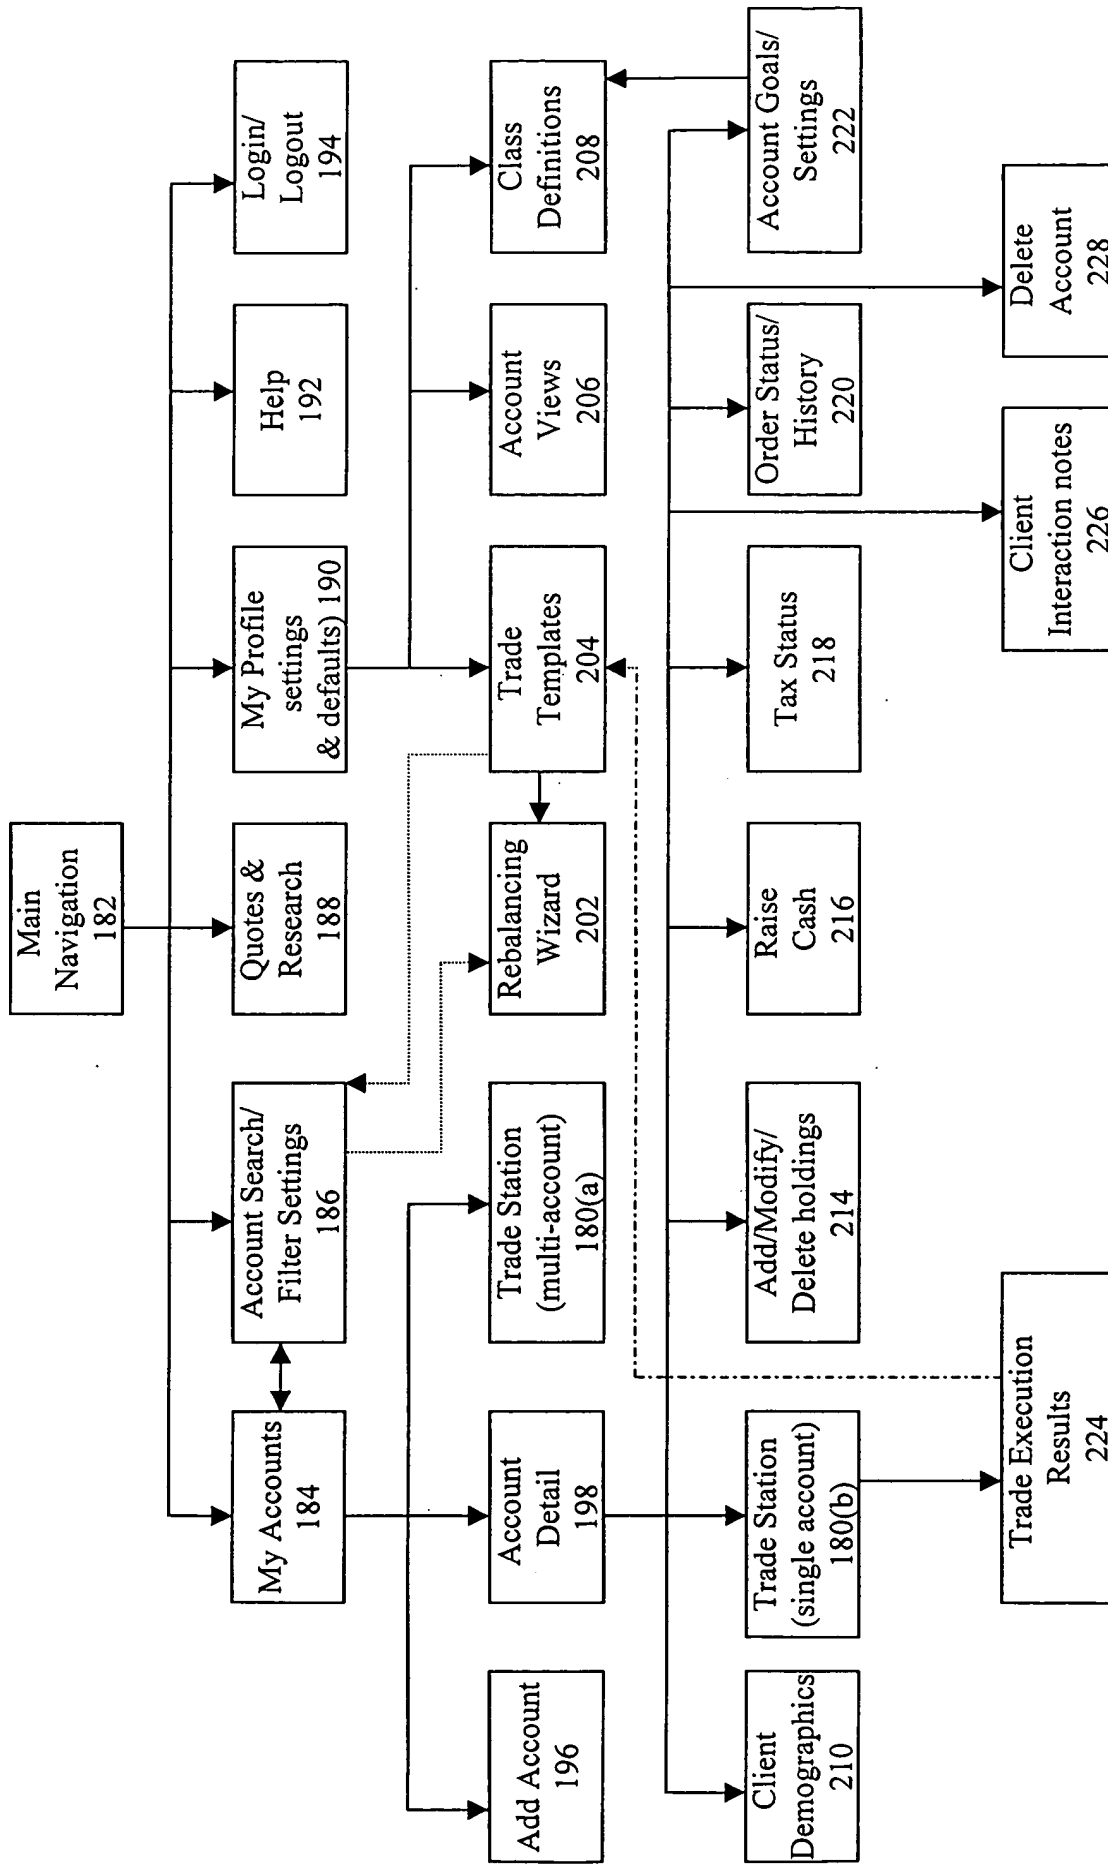 Main
Navigation
182
My Accounts
184
Account Search/
Filter Settings
186
Quotes &
Research
188
My Profile
settings
& defaults) 190
Help
192
Login/
Logout
194
Add Account
196
Account
Detail
198
Trade Station
(multi-account)
180(a)
Rebalancing
Wizard
202
Trade
Templates
204
Account
Views
206
Class
Definitions
208
Client
Demographics
210
Trade Station
(single account)
180(b)
Add/Modify/
Delete holdings
214
Raise
Cash
216
Tax Status
218
Order Status/
History
220
Account Goals/
Settings
222
Trade Execution
Results
224
Client
Interaction notes
226
Delete
Account
228